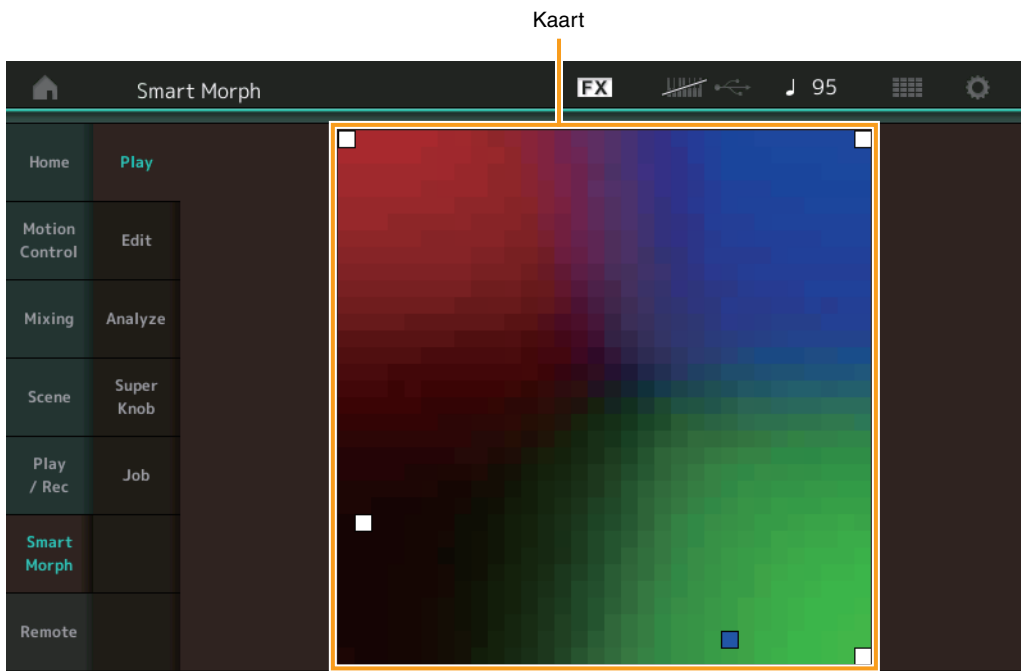 Kaart
Smart Morph
FX
95
Home
Play
Motion
Control
Edit
Mixing
Analyze
Scene
Super
Knob
Play
/ Rec
Job
Smart
Morph
Remote